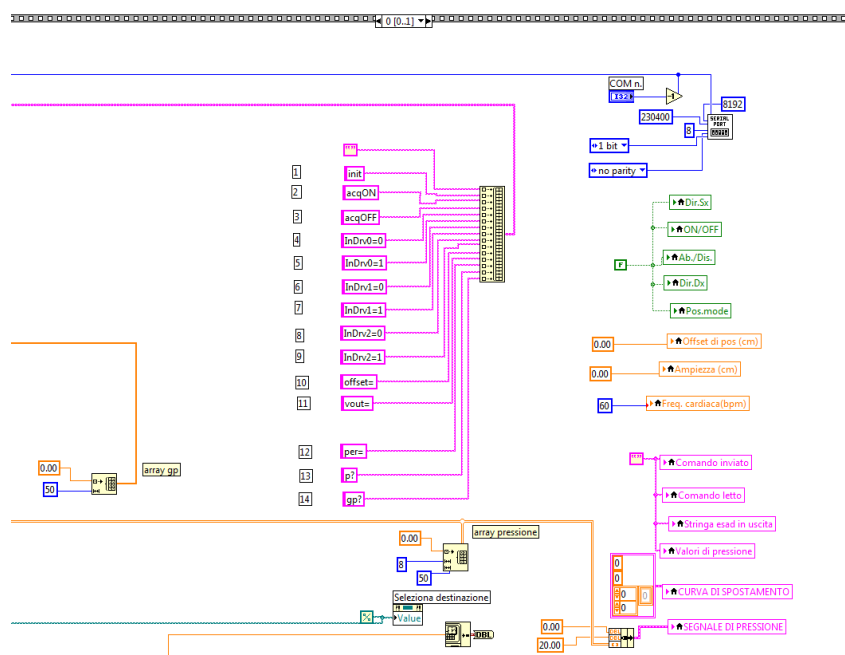 0 [0..1]
COM n.
I32
-1
8192
230400
SERIAL
PORT
8
1 bit
no parity
1
init
2
acqON
3
acqOFF
4
InDrv0=0
5
InDrv0=1
6
InDrv1=0
7
InDrv1=1
8
InDrv2=0
9
InDrv2=1
10
offset=
11
vout=
12
per=
13
p?
14
gp?
Dir.Sx
ON/OFF
F
Ab./Dis.
Dir.Dx
Pos.mode
0.00
Offset di pos (cm)
0.00
Ampiezza (cm)
60
Freq. cardiaca(bpm)
0.00
50
array gp
Comando inviato
Comando letto
Stringa esad in uscita
Valori di pressione
0.00
array pressione
8
50
0
0
0
0
0
CURVA DI SPOSTAMENTO
Seleziona destinazione
Value
DBL
0.00
20.00
SEGNALE DI PRESSIONE